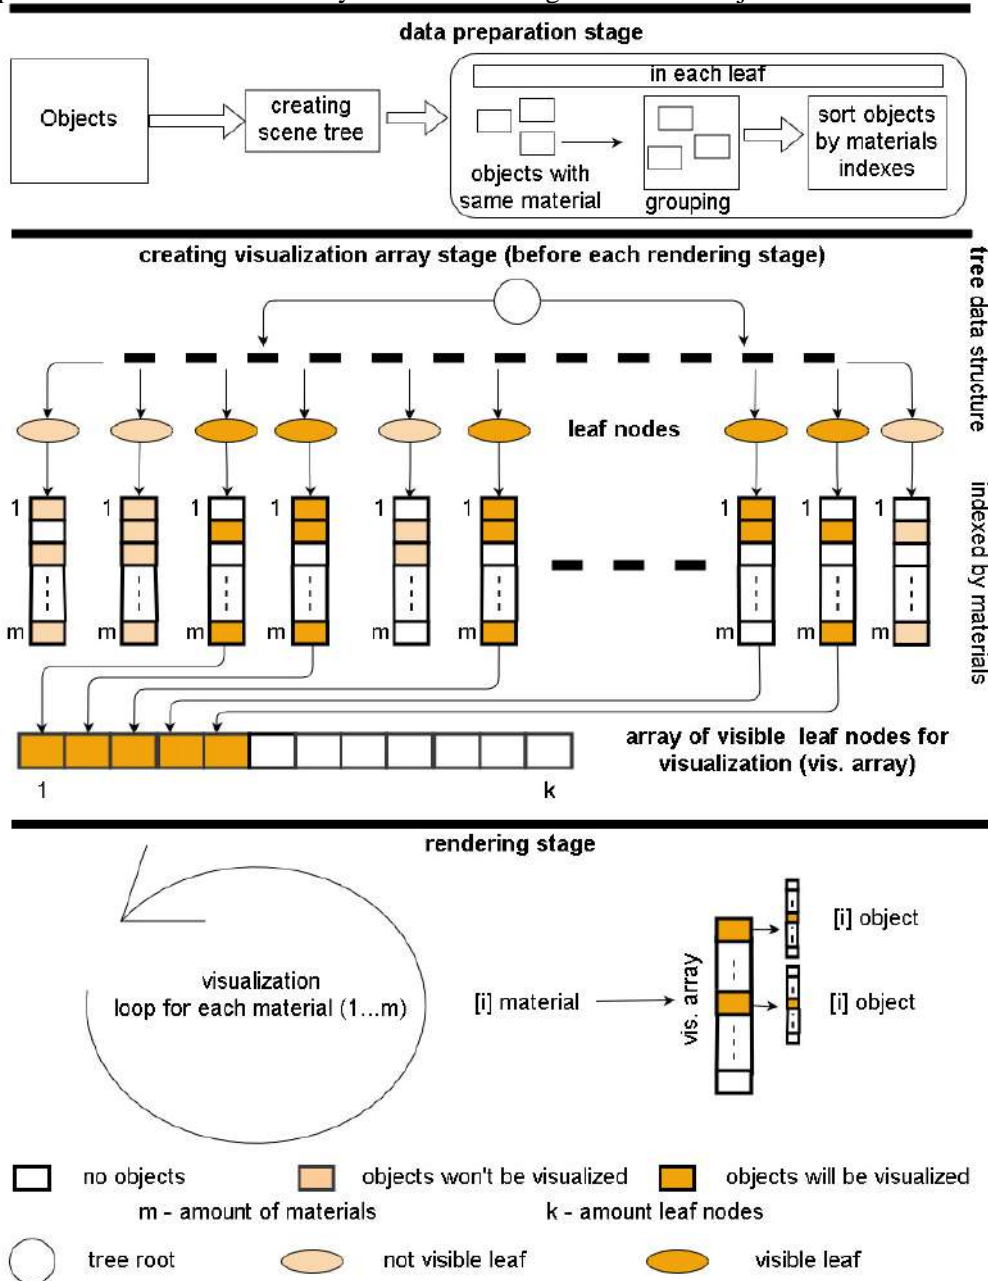 data preparation stage
Objects
creating
scene tree
in each leaf
objects with
same material
grouping
sort objects
by materials
indexes
creating visualization array stage (before each rendering stage)
tree data structure
leaf nodes
indexed by materials
1 1 1 1 1 1 1 1 1
m m m m m m m m m
array of visible leaf nodes for
visualization (vis. array)
1 k
rendering stage
visualization
loop for each material (1...m)
[i] material
vis. array
[i] object
[i] object
no objects
objects won't be visualized
objects will be visualized
m - amount of materials
k - amount leaf nodes
tree root
not visible leaf
visible leaf